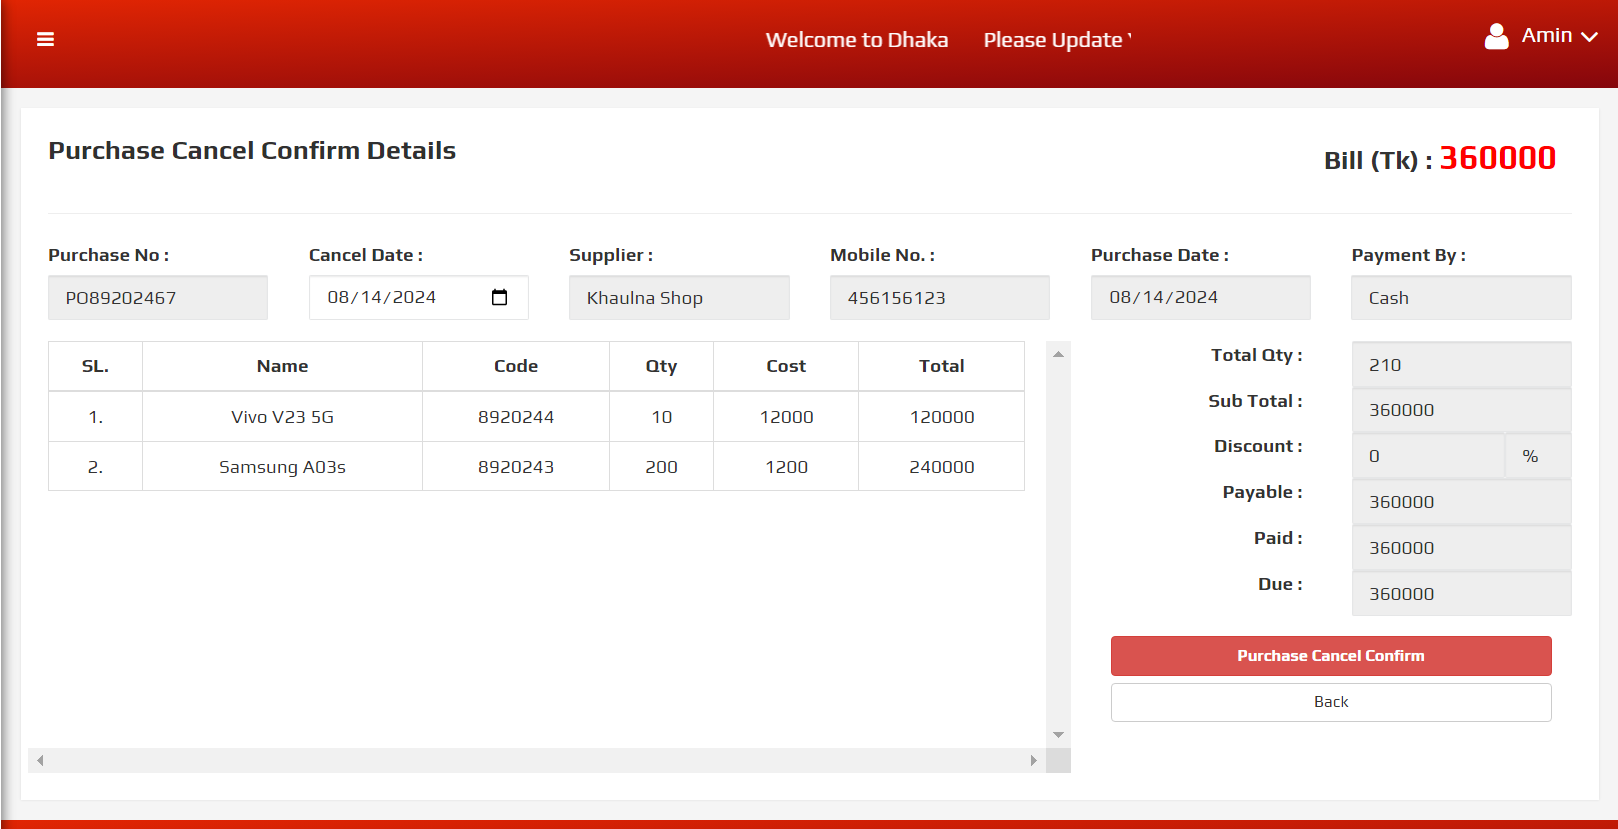 Welcome to Dhaka Please Update
Amin
Purchase Cancel Confirm Details
Bill (Tk) : 360000
Purchase No : Cancel Date : Supplier : Mobile No. : Purchase Date : Payment By :
PO89202467 08/14/2024 Khaulna Shop 456156123 08/14/2024 Cash
SL. Name Code Qty Cost Total
1. Vivo V23 5G 8920244 10 12000 120000
2. Samsung A03s 8920243 200 1200 240000
Total Qty : 210
Sub Total : 360000
Discount : 0 %
Payable : 360000
Paid : 360000
Due : 360000
Purchase Cancel Confirm
Back